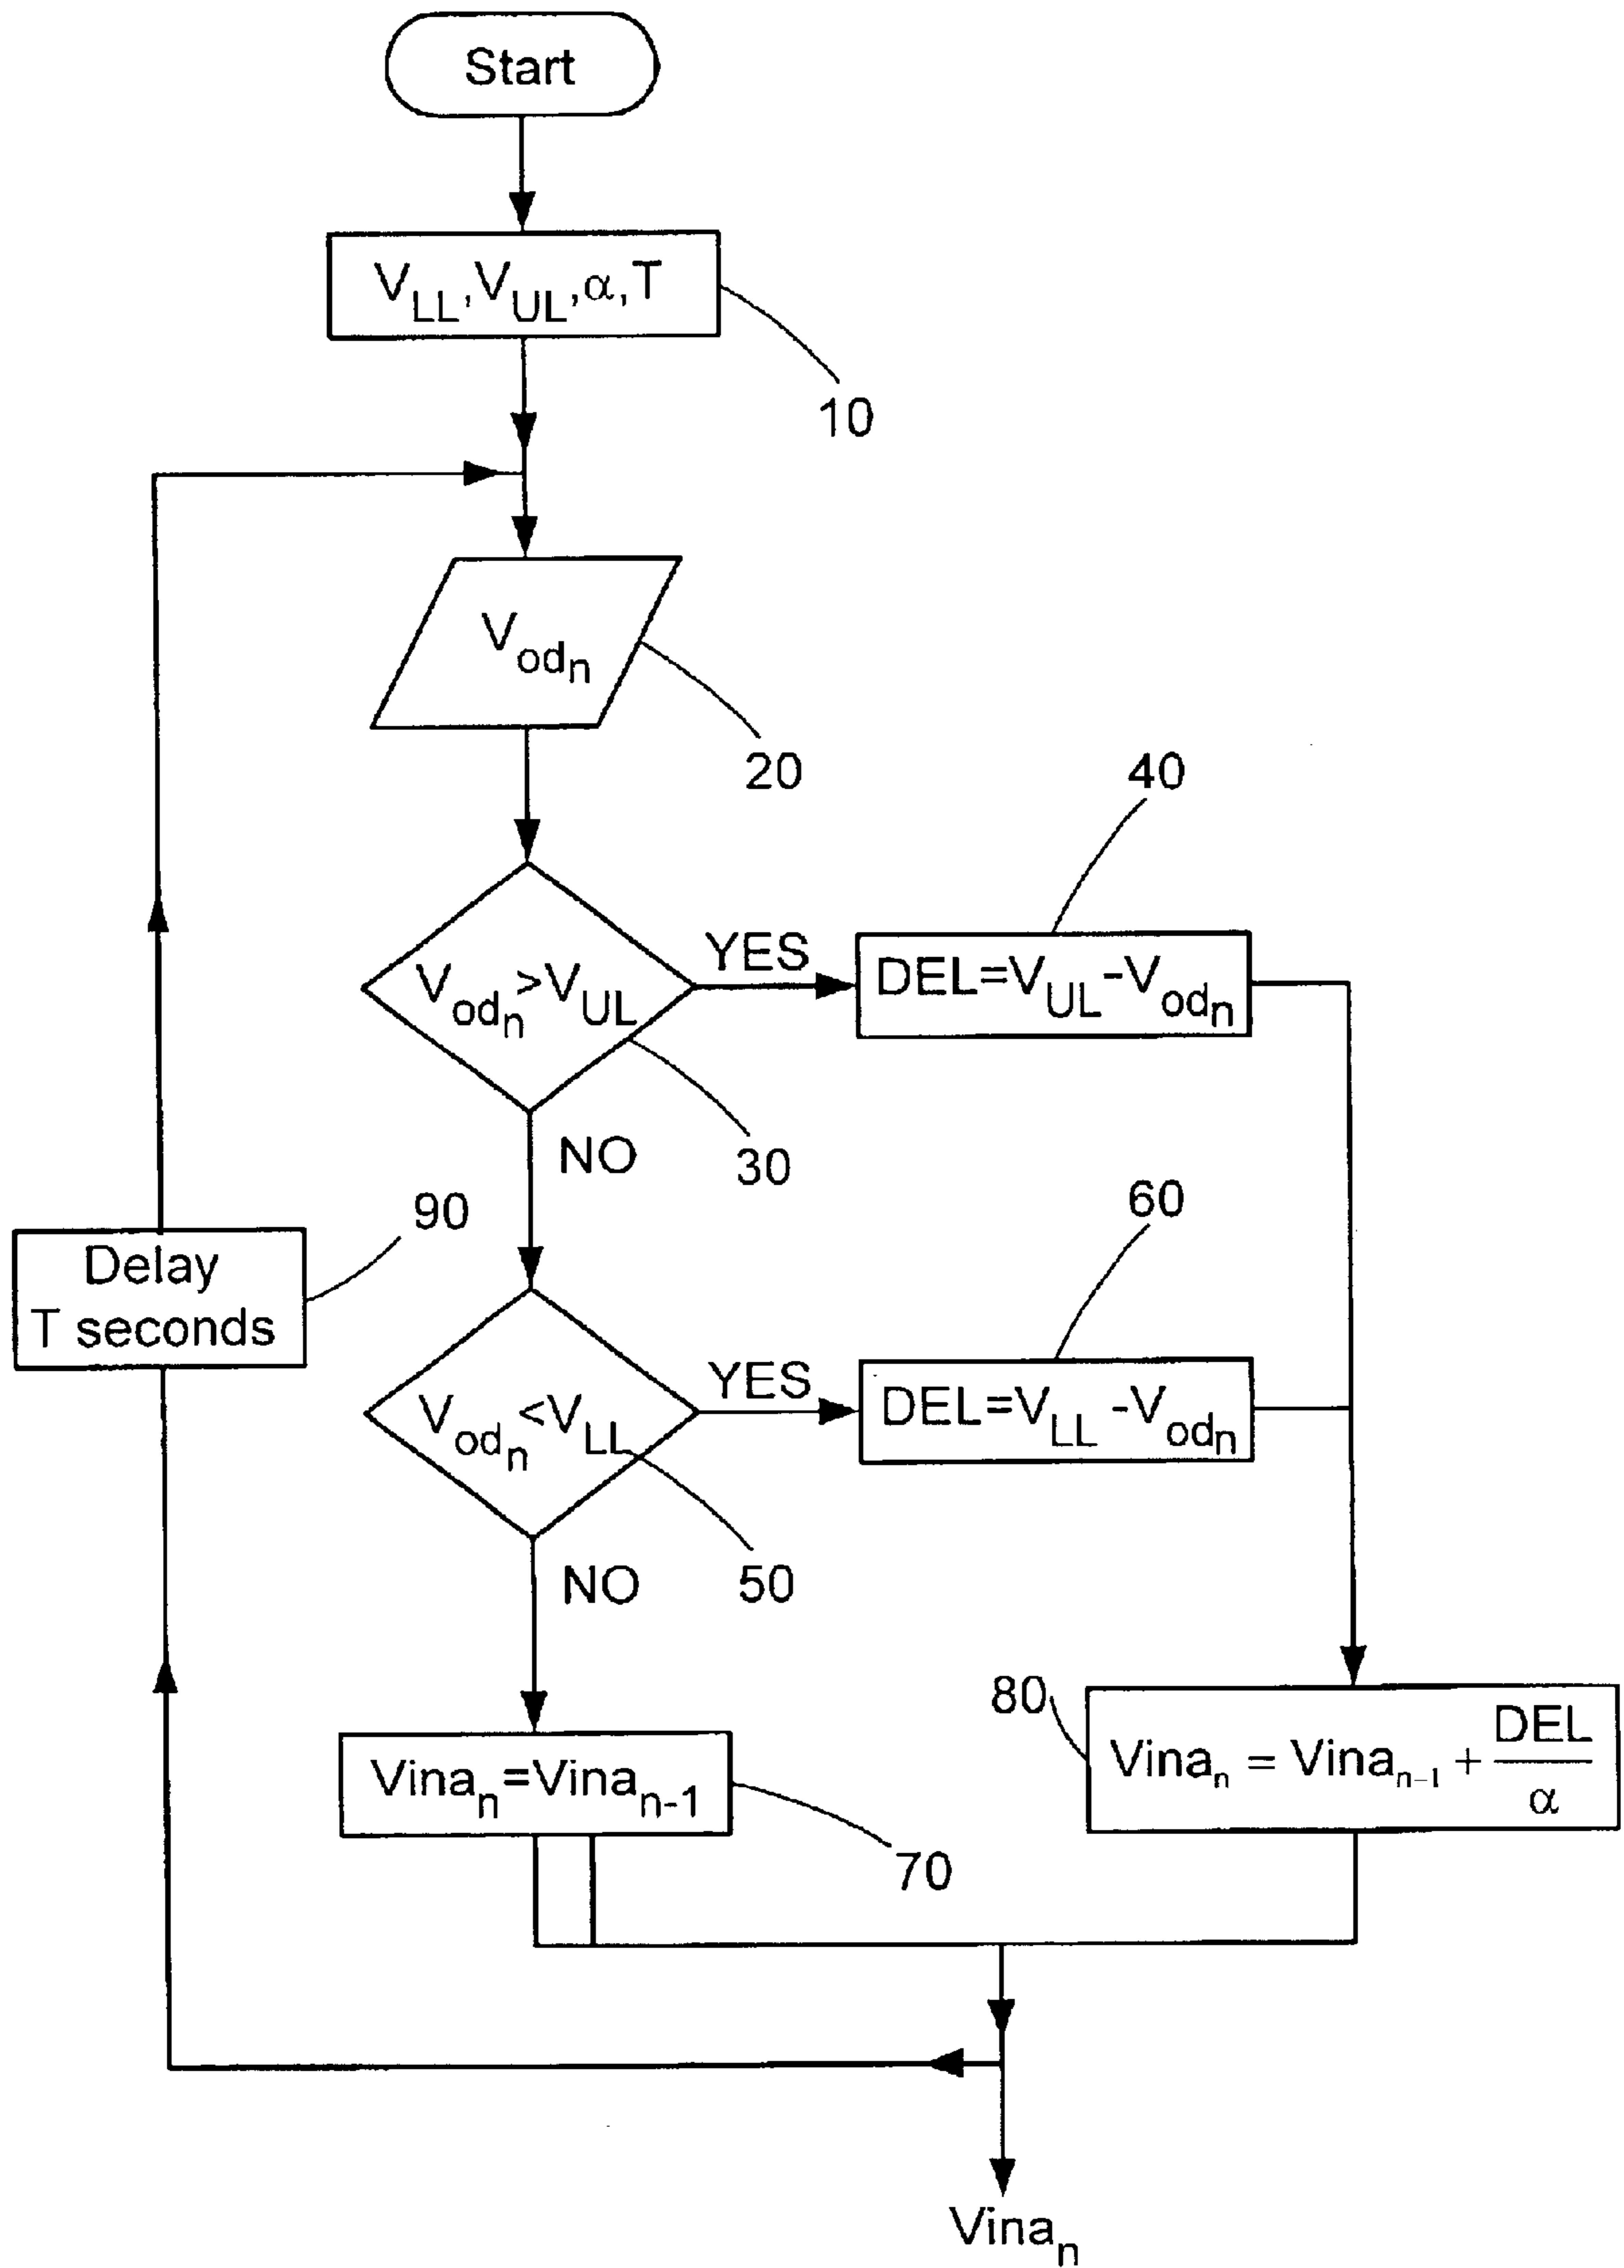 Start
V_LL, V_UL, α, T
10
V_od_n
20
40
V_od_n > V_UL
YES
DEL=V_UL -V_od_n
NO
30
60
90
Delay
T seconds
V_od_n <V_LL
YES
DEL=V_LL -V_od_n
NO
50
80
Vina_n = Vina_n-1 + DEL/α
Vina_n=Vina_n-1
70
Vina_n